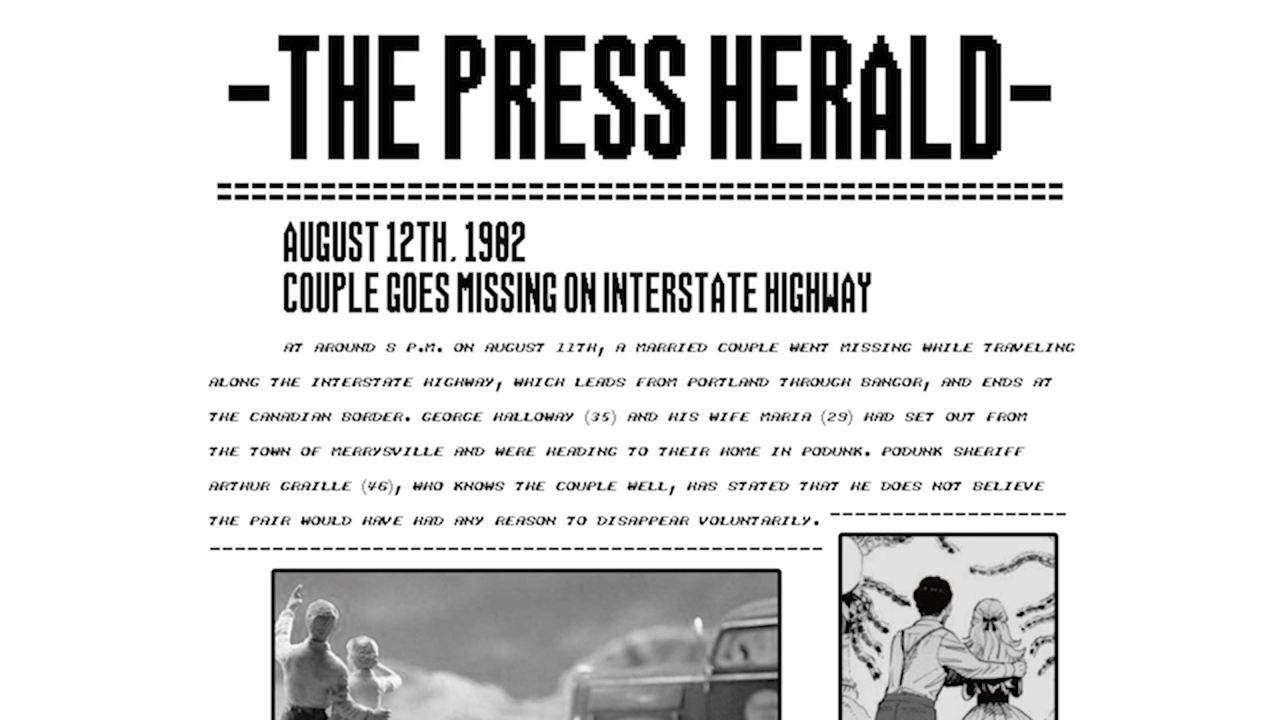 -THE PRESS HERALD-
AUGUST 12TH, 1982
COUPLE GOES MISSING ON INTERSTATE HIGHWAY
AT AROUND 8 P.M. ON AUGUST 11TH, A MARRIED COUPLE WENT MISSING WHILE TRAVELING
ALONG THE INTERSTATE HIGHWAY, WHICH LEADS FROM PORTLAND THROUGH BANGOR, AND ENDS AT
THE CANADIAN BORDER. GEORGE HALLOWAY (35) AND HIS WIFE MARIA (29) HAD SET OUT FROM
THE TOWN OF MERRYSVILLE AND WERE HEADING TO THEIR HOME IN PODUNK. PODUNK SHERIFF
ARTHUR GRAILLE (46), WHO KNOWS THE COUPLE WELL, HAS STATED THAT HE DOES NOT BELIEVE
THE PAIR WOULD HAVE HAD ANY REASON TO DISAPPEAR VOLUNTARILY.